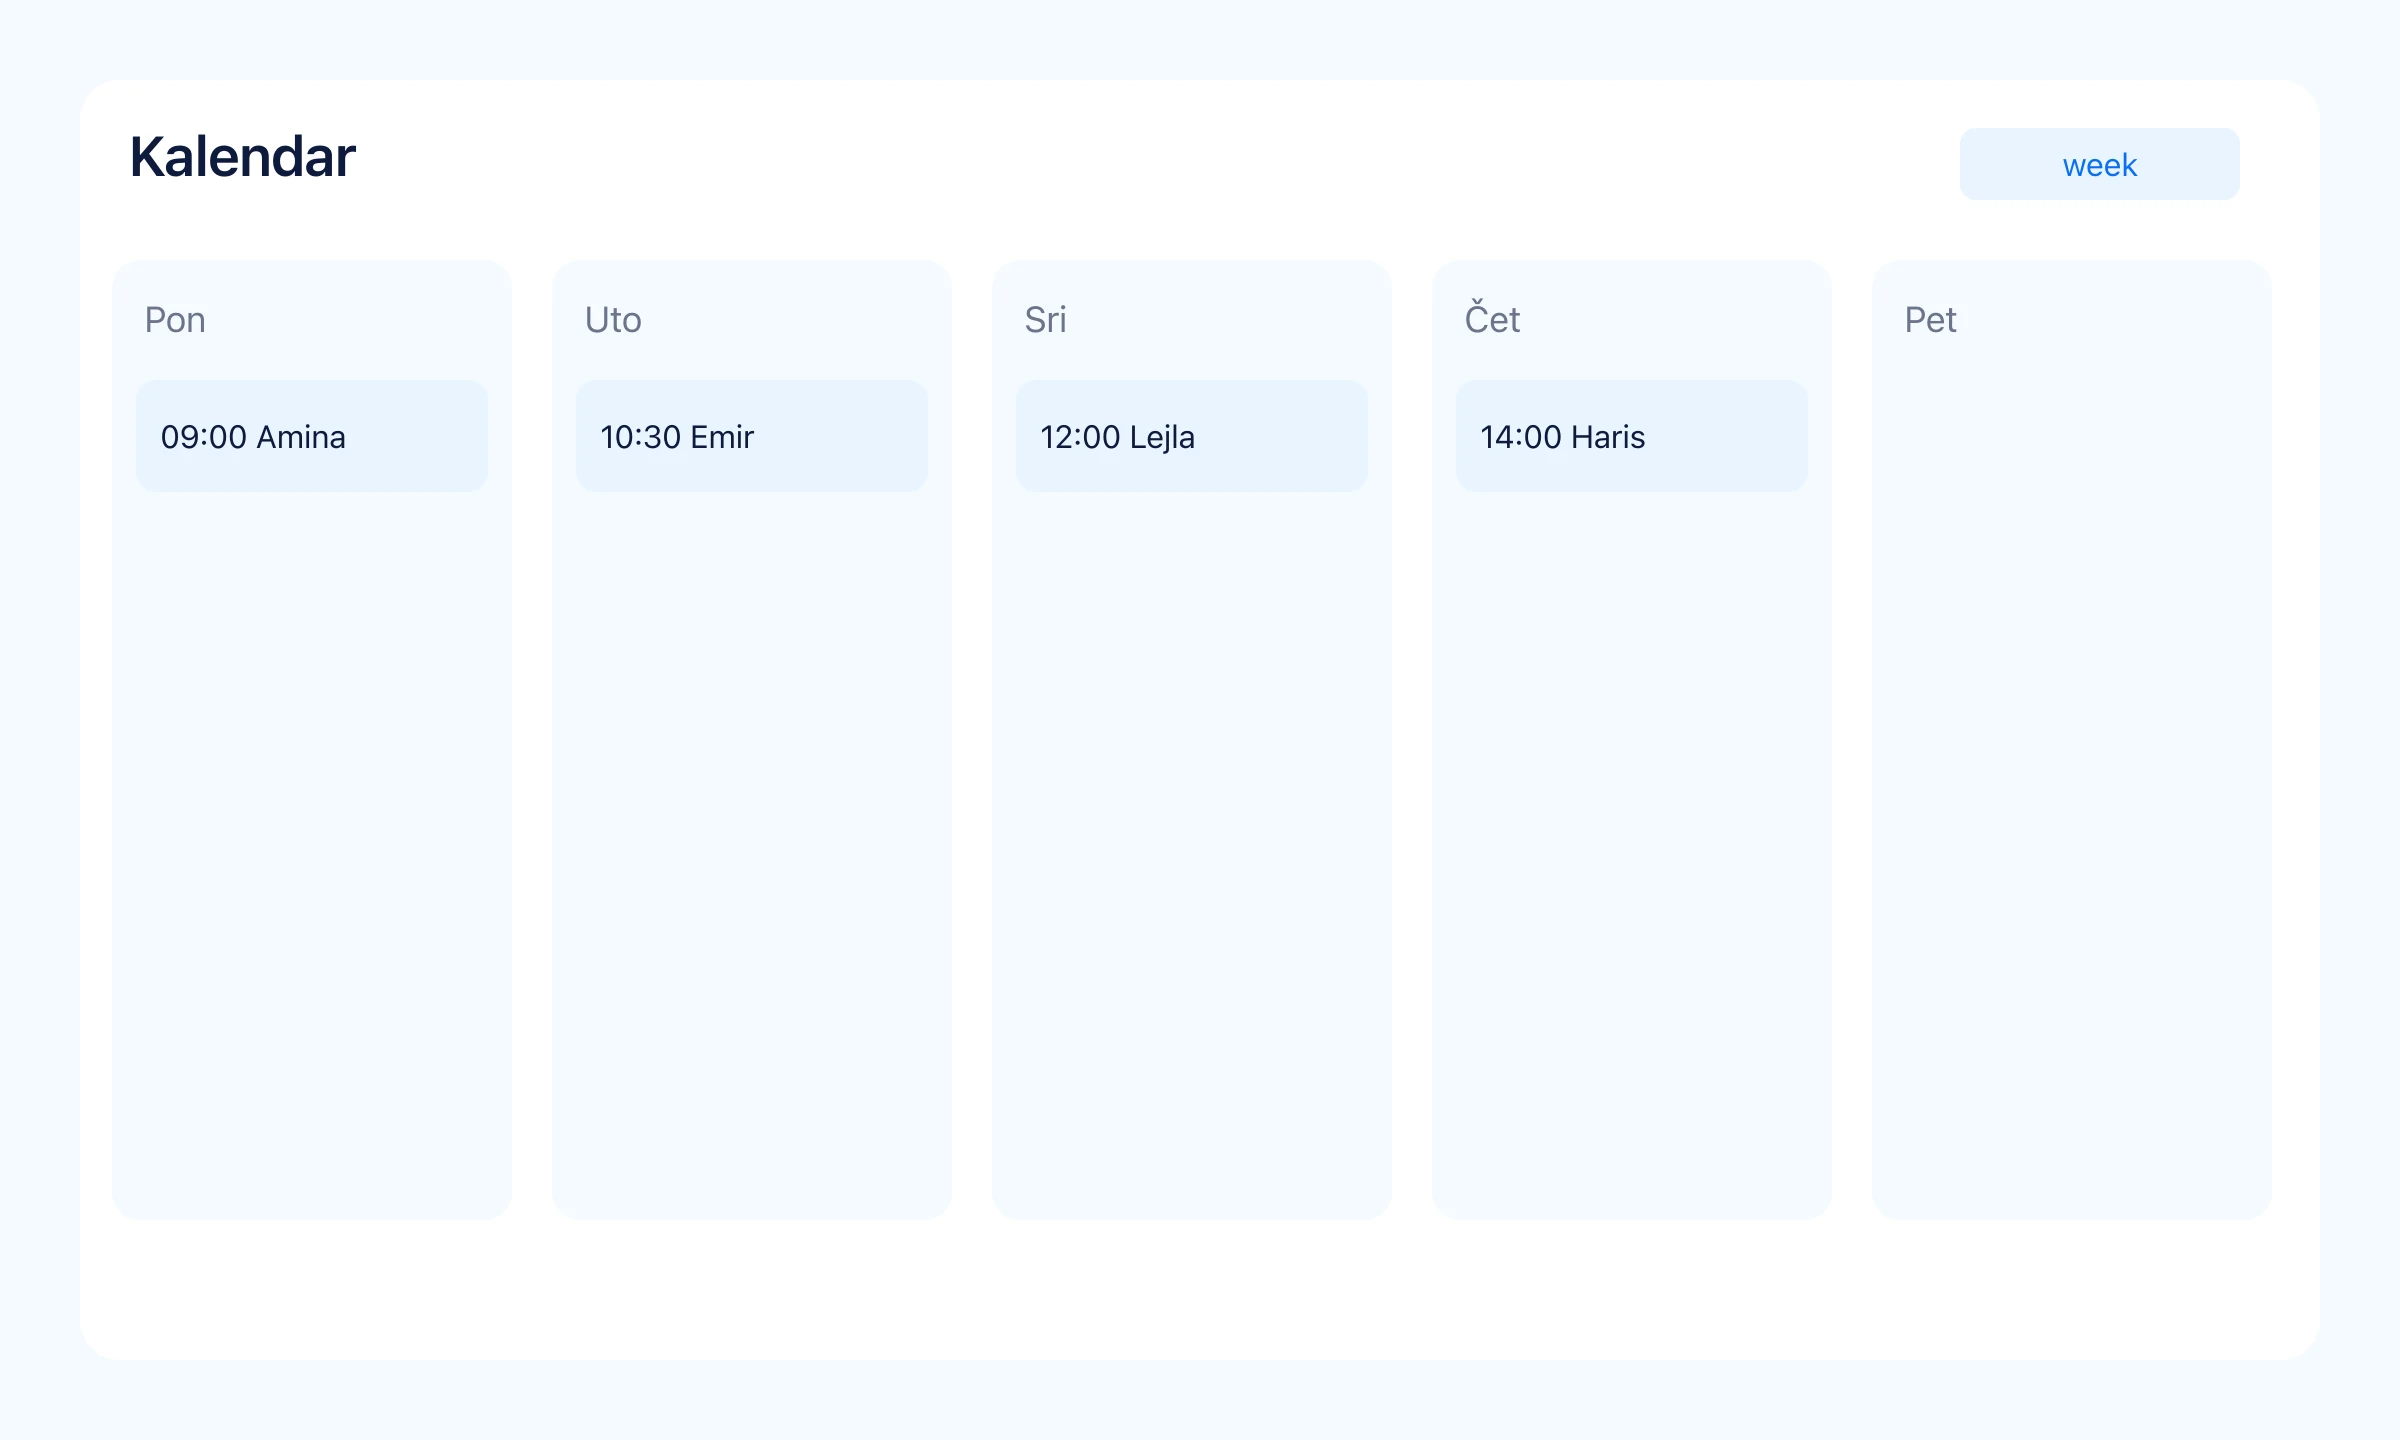 Kalendar
week
Pon
09:00 Amina
Uto
10:30 Emir
Sri
12:00 Lejla
Čet
14:00 Haris
Pet